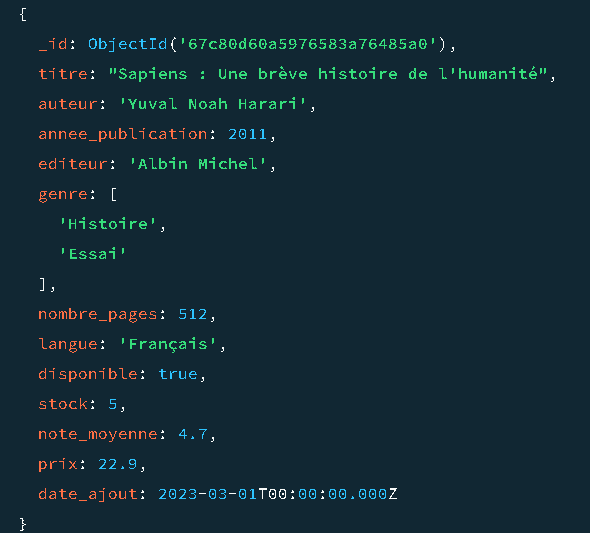 {
_id: ObjectId('67c80d60a5976583a76485a0'),
titre: "Sapiens : Une brève histoire de l'humanité",
auteur: 'Yuval Noah Harari',
annee_publication: 2011,
editeur: 'Albin Michel',
genre: [
'Histoire',
'Essai'
],
nombre_pages: 512,
langue: 'Français',
disponible: true,
stock: 5,
note_moyenne: 4.7,
prix: 22.9,
date_ajout: 2023-03-01T00:00:00.000Z
}